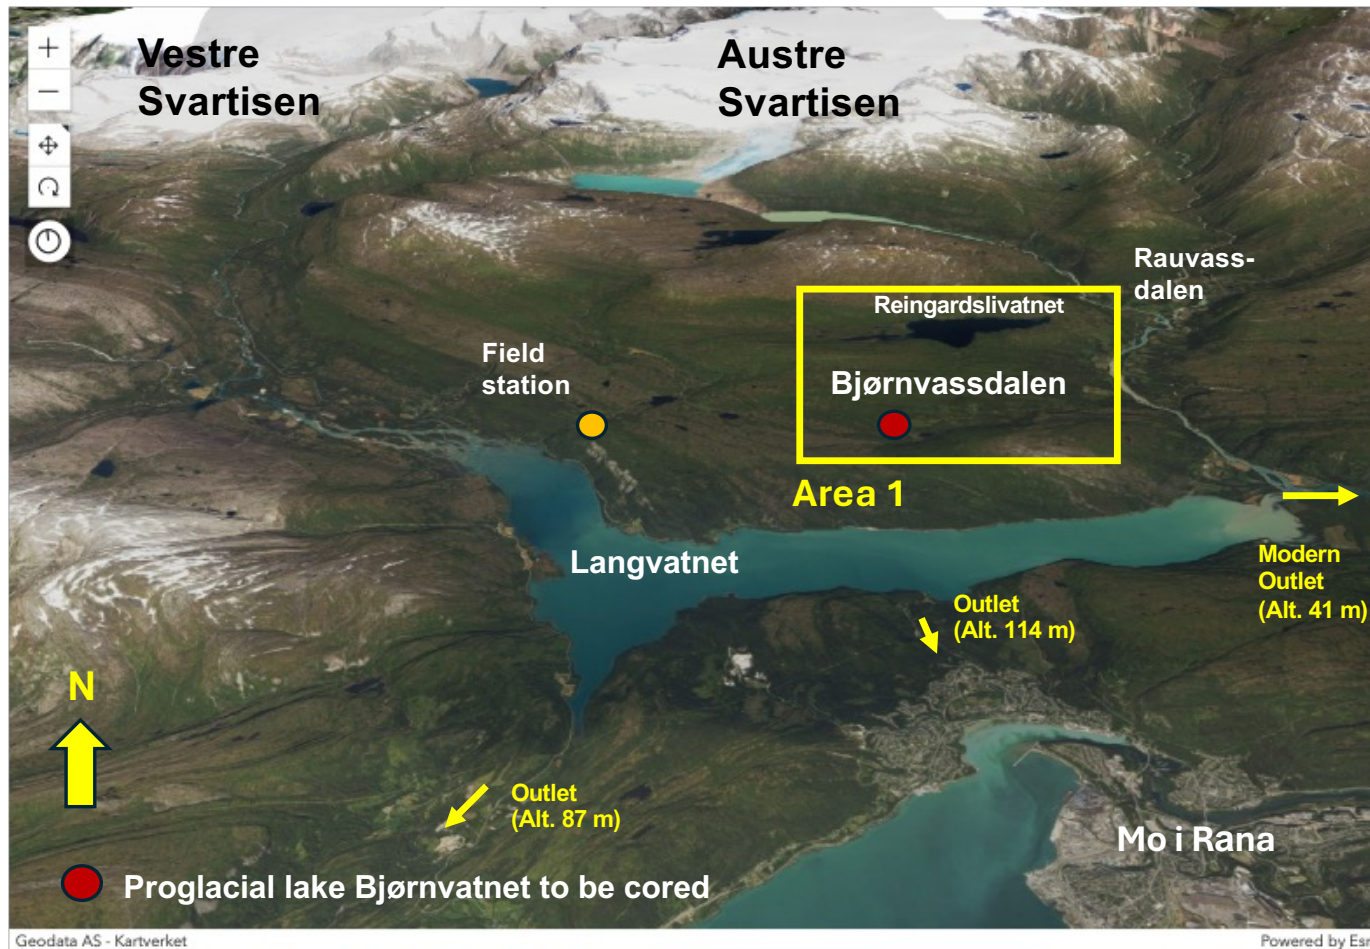 +
−
Vestre
Svartisen
Austre
Svartisen
Rauvass-
dalen
Reingardslivatnet
Field
station
Bjørnvassdalen
Area 1
Langvatnet
Modern
Outlet
(Alt. 41 m)
Outlet
(Alt. 114 m)
N
Outlet
(Alt. 87 m)
Mo i Rana
Proglacial lake Bjørnvatnet to be cored
Geodata AS - Kartverket
Powered by Esri